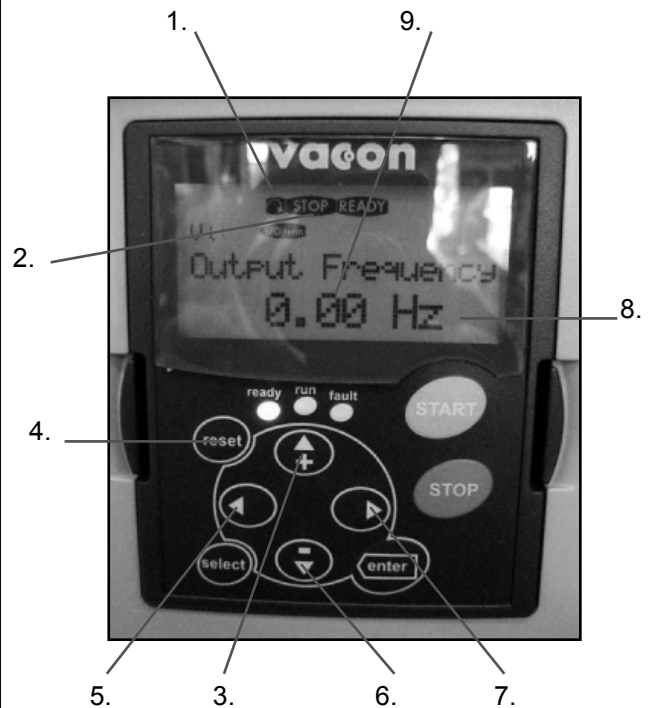 1. 9.
vacon
STOP READY
2.
I/O term
Output Frequency
0.00 Hz
8.
ready run fault
START
4.
reset
+
STOP
select
-
enter
5. 3. 6. 7.